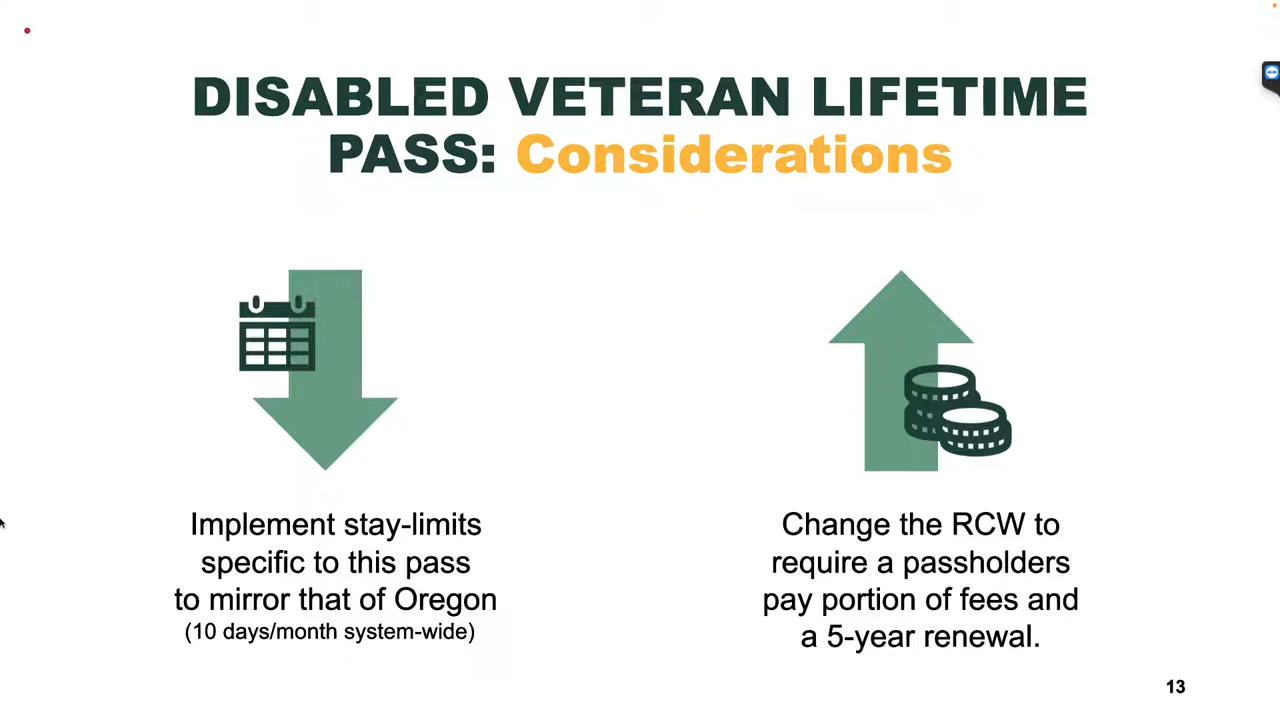 DISABLED VETERAN LIFETIME
PASS: Considerations
Implement stay-limits
specific to this pass
to mirror that of Oregon
(10 days/month system-wide)
Change the RCW to
require a passholders
pay portion of fees and
a 5-year renewal.
13